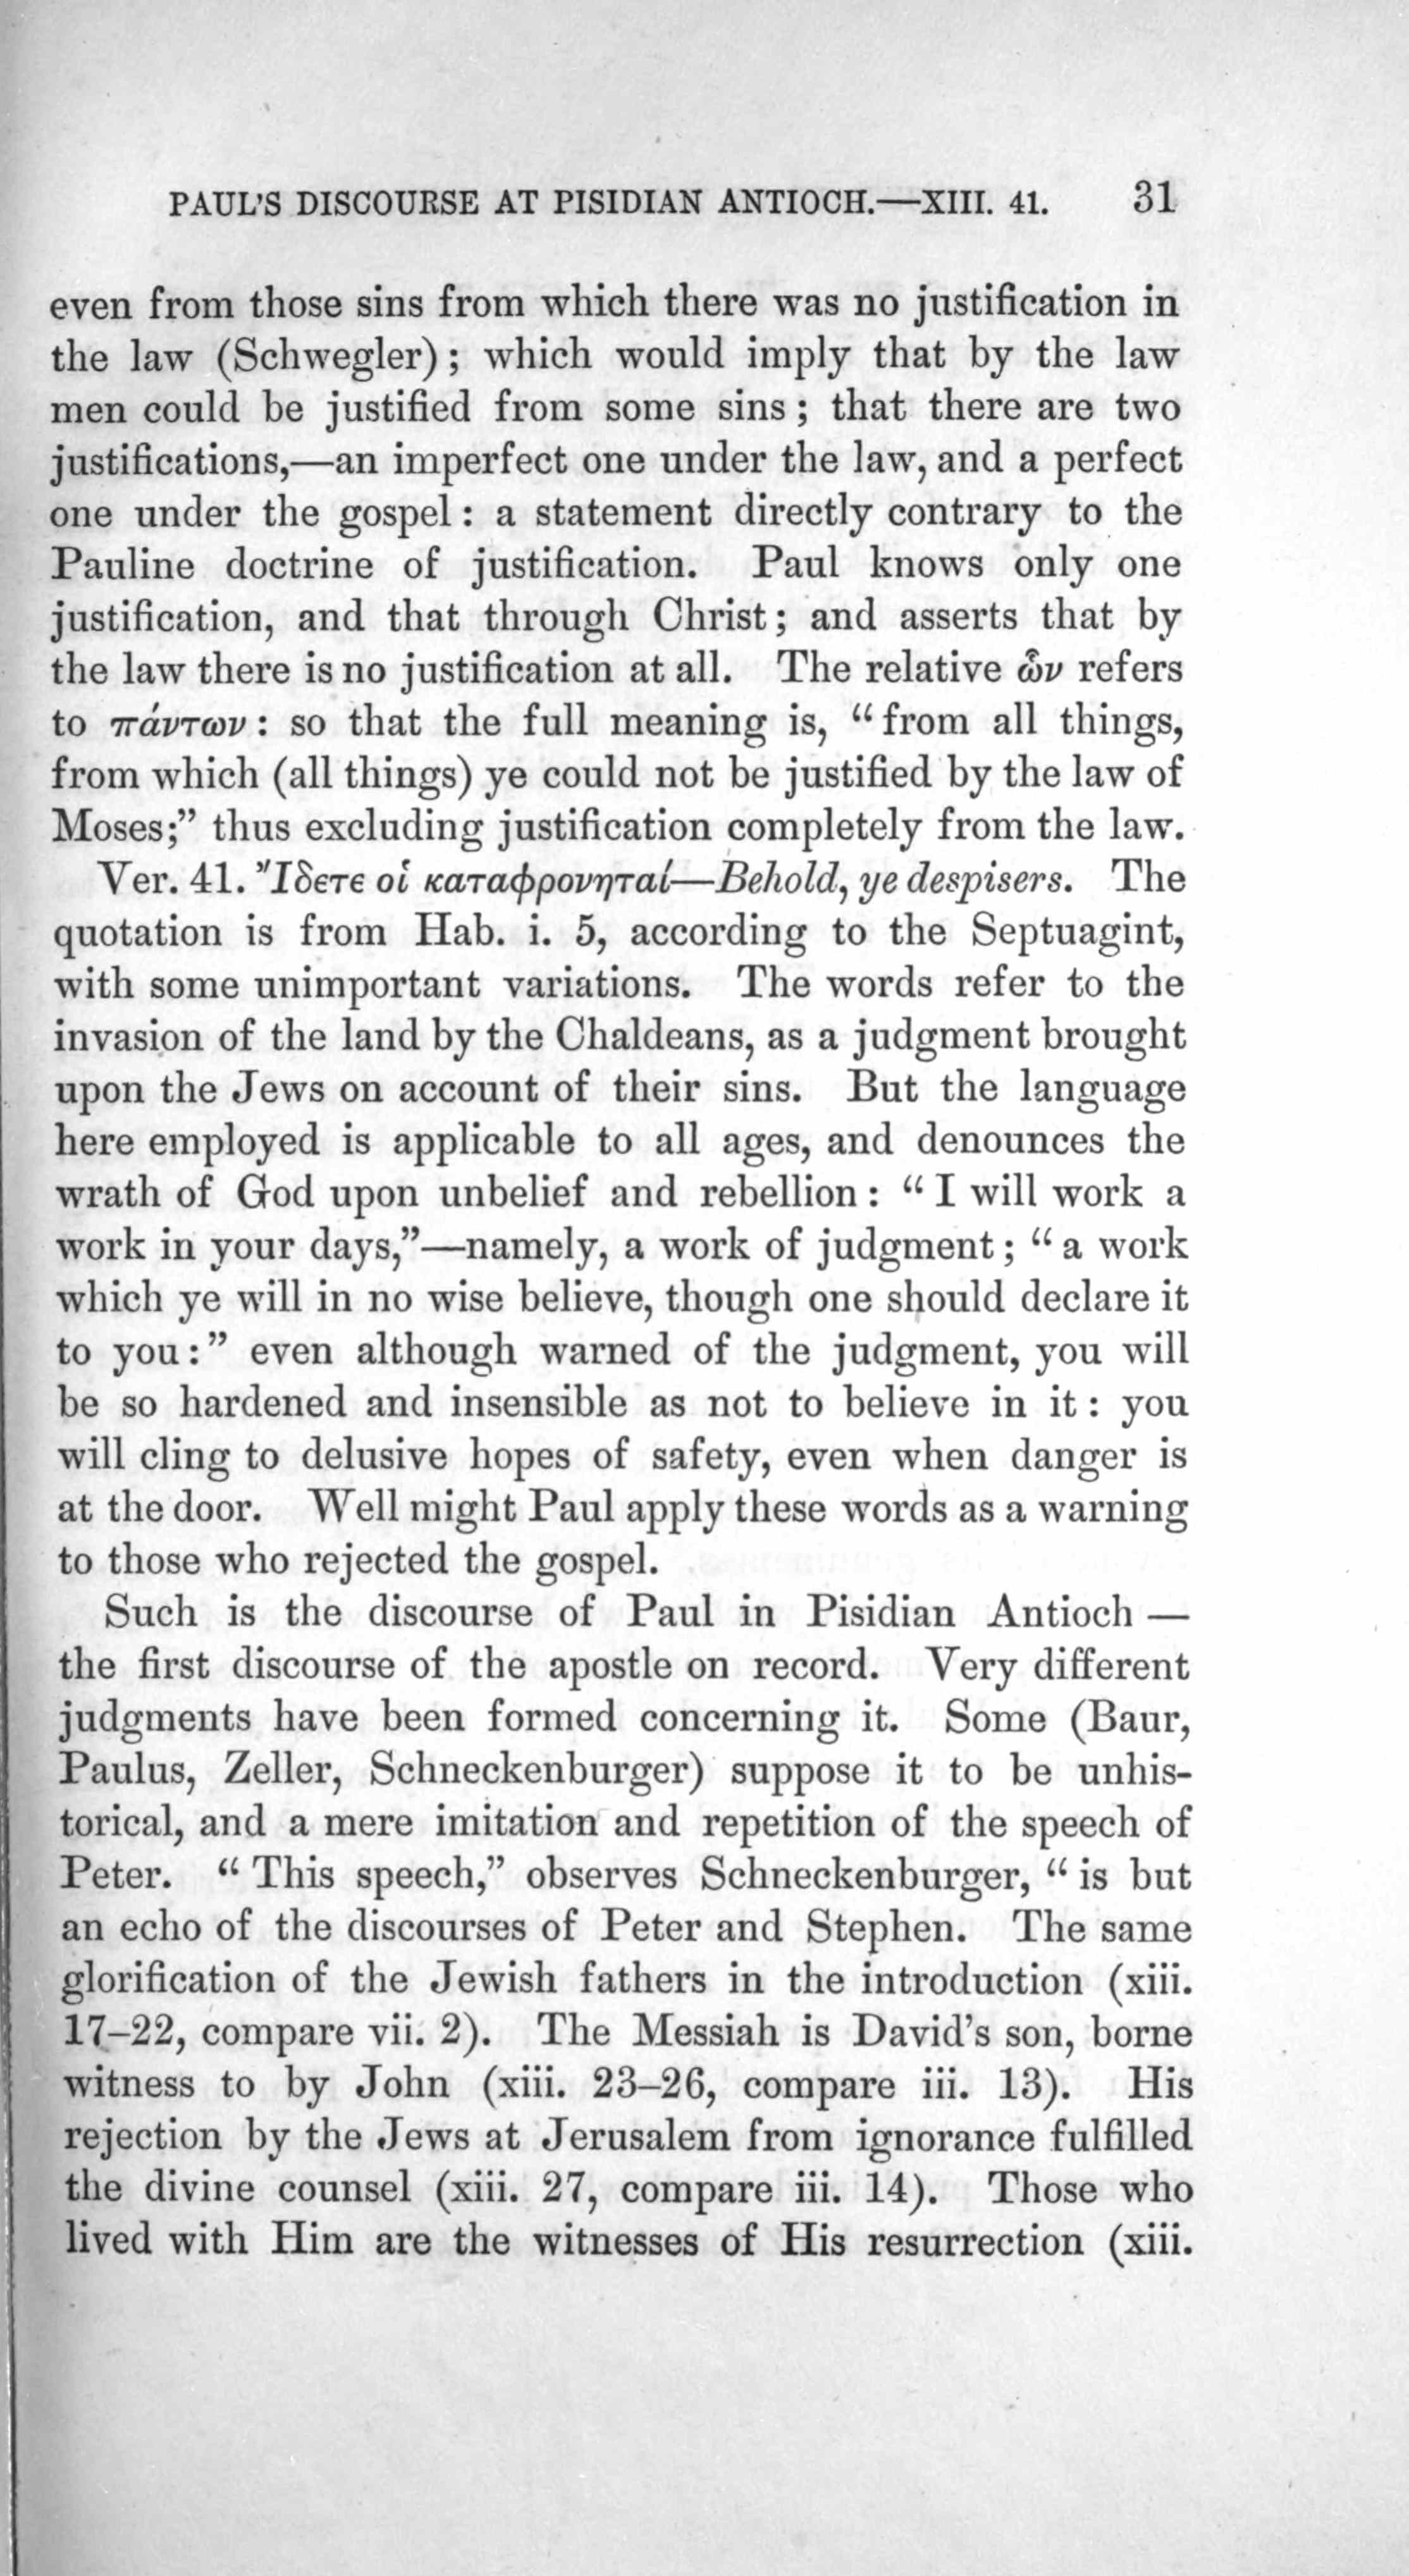 PAUL'S DISCOURSE AT PISIDIAN ANTIOCH.—XIII. 41. 31
even from those sins from which there was no justification in
the law (Schwegler); which would imply that by the law
men could be justified from some sins; that there are two
justifications,—an imperfect one under the law, and a perfect
one under the gospel: a statement directly contrary to the
Pauline doctrine of justification. Paul knows only one
justification, and that through Christ; and asserts that by
the law there is no justification at all. The relative ὧν refers
to πάντων: so that the full meaning is, “from all things,
from which (all things) ye could not be justified by the law of
Moses;” thus excluding justification completely from the law.
Ver. 41. Ἴδετε οἱ καταφρονηταί—Behold, ye despisers. The
quotation is from Hab. i. 5, according to the Septuagint,
with some unimportant variations. The words refer to the
invasion of the land by the Chaldeans, as a judgment brought
upon the Jews on account of their sins. But the language
here employed is applicable to all ages, and denounces the
wrath of God upon unbelief and rebellion: “I will work a
work in your days,”—namely, a work of judgment; “a work
which ye will in no wise believe, though one should declare it
to you:” even although warned of the judgment, you will
be so hardened and insensible as not to believe in it: you
will cling to delusive hopes of safety, even when danger is
at the door. Well might Paul apply these words as a warning
to those who rejected the gospel.
Such is the discourse of Paul in Pisidian Antioch—
the first discourse of the apostle on record. Very different
judgments have been formed concerning it. Some (Baur,
Paulus, Zeller, Schneckenburger) suppose it to be unhis-
torical, and a mere imitation and repetition of the speech of
Peter. “This speech,” observes Schneckenburger, “is but
an echo of the discourses of Peter and Stephen. The same
glorification of the Jewish fathers in the introduction (xiii.
17–22, compare vii. 2). The Messiah is David's son, borne
witness to by John (xiii. 23–26, compare iii. 13). His
rejection by the Jews at Jerusalem from ignorance fulfilled
the divine counsel (xiii. 27, compare iii. 14). Those who
lived with Him are the witnesses of His resurrection (xiii.